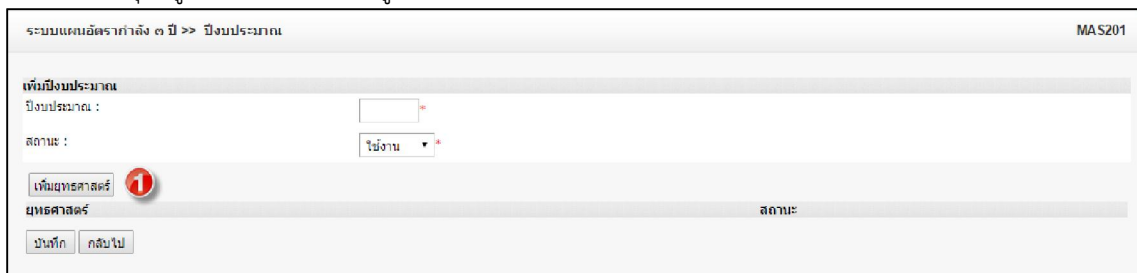 ระบบแผนอัตรากำลัง ๓ ปี >> ปีงบประมาณ MAS201
เพิ่มปีงบประมาณ
ปีงบประมาณ : *
สถานะ : ใช้งาน *
เพิ่มยุทธศาสตร์ 1
ยุทธศาสตร์ สถานะ
บันทึก กลับไป